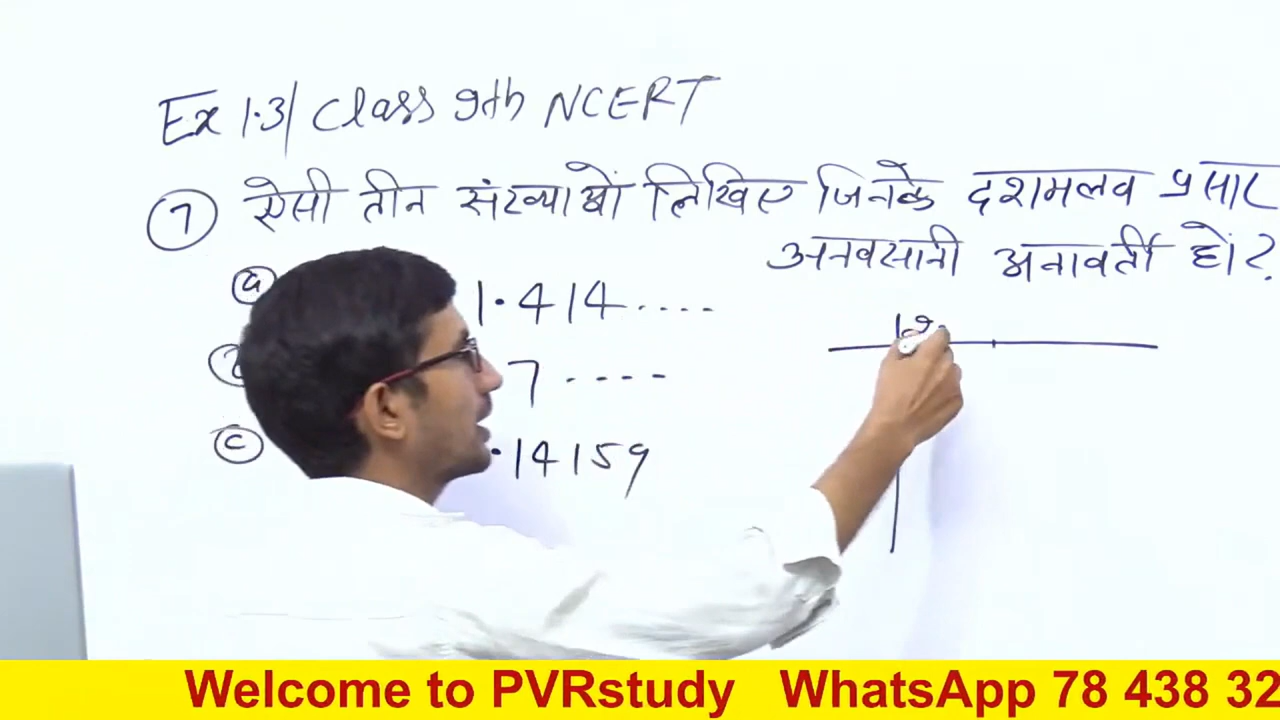 Ex 1.3/ Class 9th NCERT
7 ऐसी तीन संख्याओं लिखिए जिनके दशमलव प्रसार
अनवसानी अनावर्ती हों?
a 1.414....
7....
c .14159
Welcome to PVRstudy WhatsApp 78 438 32